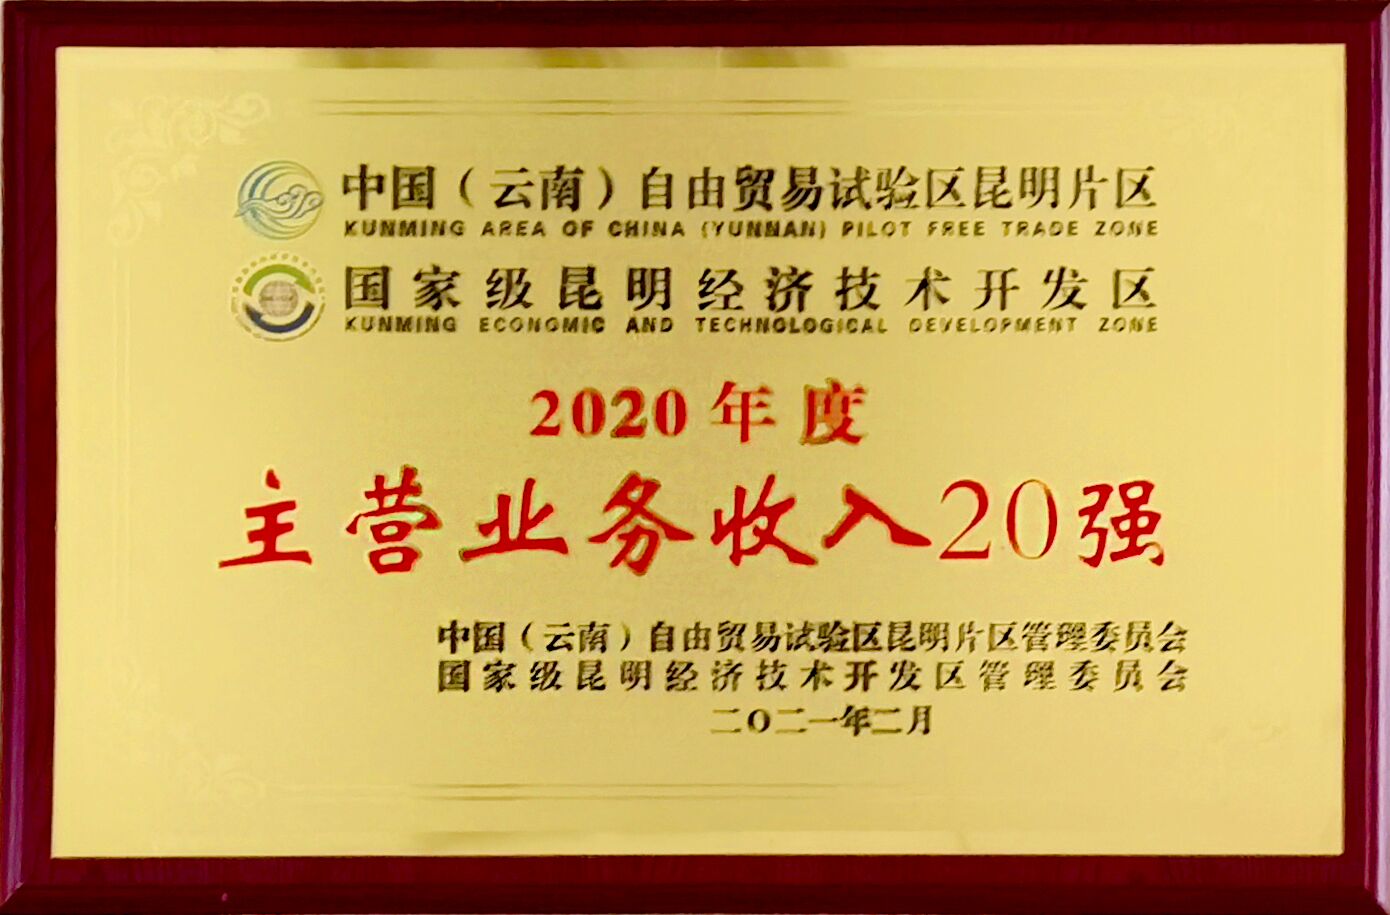 中国（云南）自由贸易试验区昆明片区
KUNMING AREA OF CHINA (YUNNAN) PILOT FREE TRADE ZONE
国家级昆明经济技术开发区
KUNMING ECONOMIC AND TECHNOLOGICAL DEVELOPMENT ZONE
2020年度
主营业务收入20强
中国（云南）自由贸易试验区昆明片区管理委员会
国家级昆明经济技术开发区管理委员会
二〇二一年二月